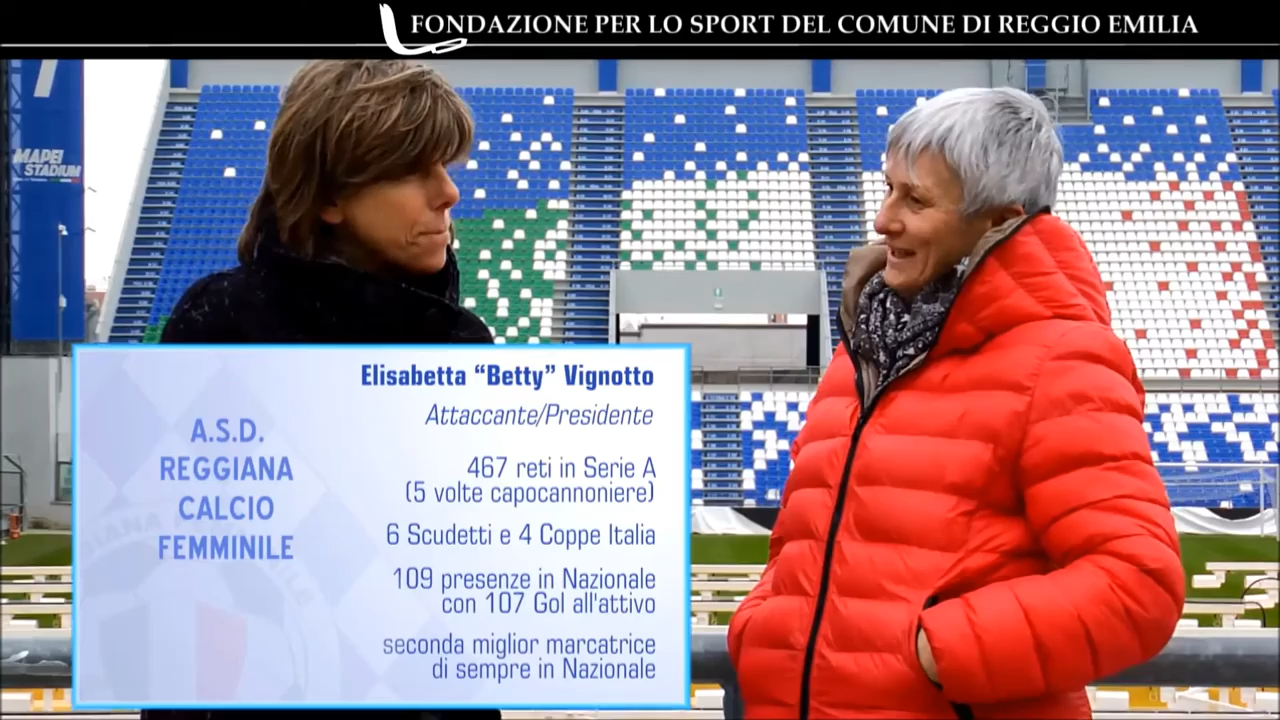 FONDAZIONE PER LO SPORT DEL COMUNE DI REGGIO EMILIA
7
MAPEI
STADIUM
Elisabetta “Betty” Vignotto
Attaccante/Presidente
A.S.D.
REGGIANA
CALCIO
FEMMINILE
467 reti in Serie A
(5 volte capocannoniere)
6 Scudetti e 4 Coppe Italia
109 presenze in Nazionale
con 107 Gol all'attivo
seconda miglior marcatrice
di sempre in Nazionale